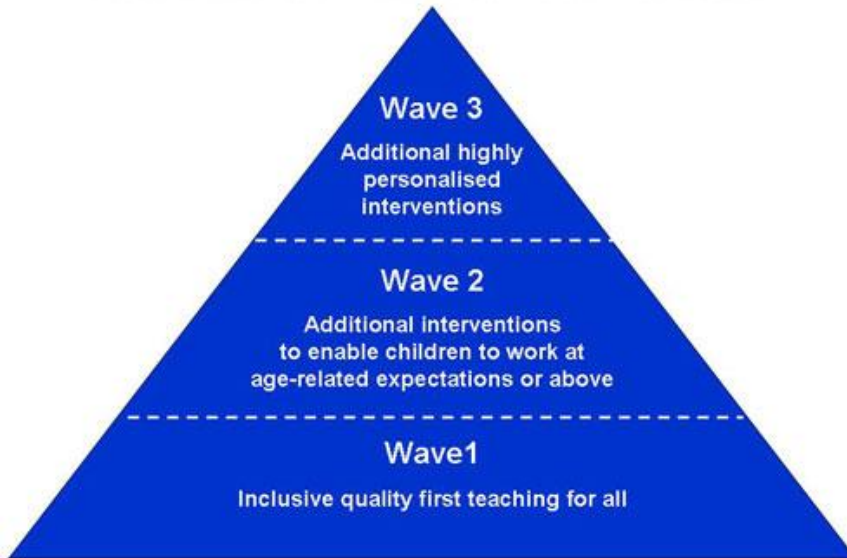 Wave 3
Additional highly
personalised
interventions
Wave 2
Additional interventions
to enable children to work at
age-related expectations or above
Wave1
Inclusive quality first teaching for all